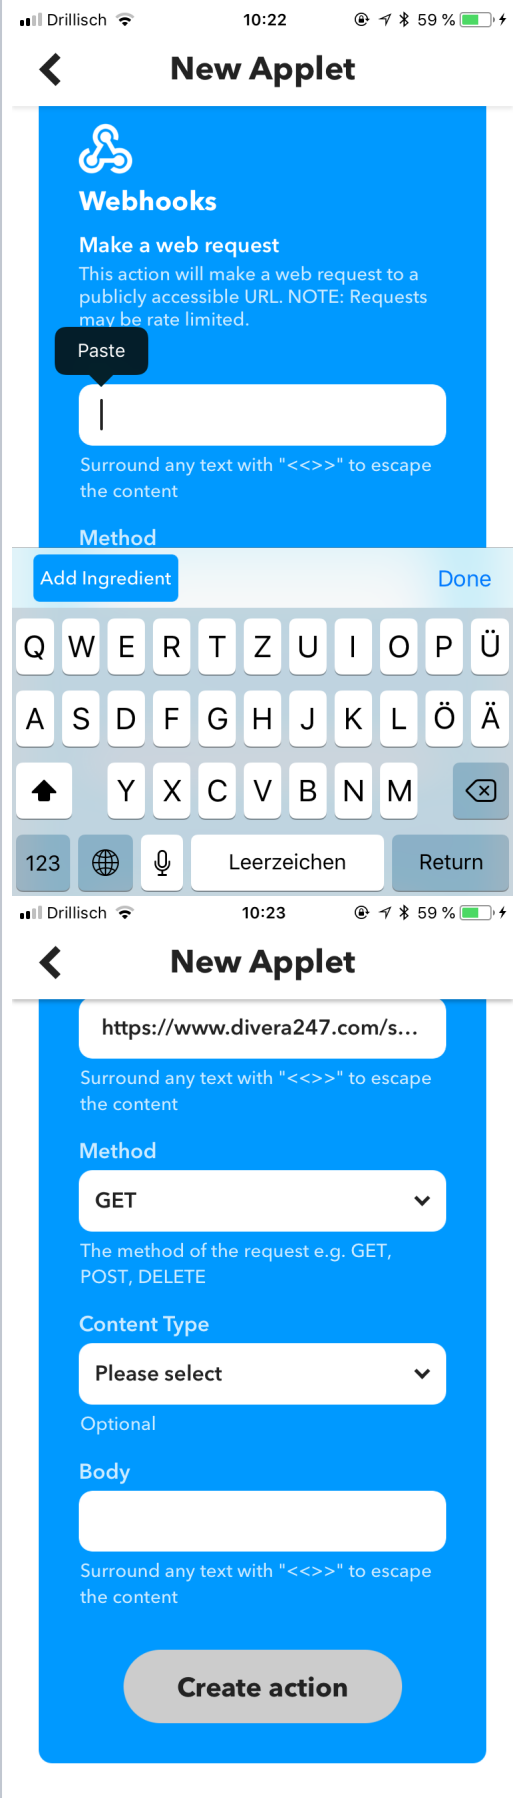 Drillisch 10:22 59 %
New Applet
Webhooks
Make a web request
This action will make a web request to a
publicly accessible URL. NOTE: Requests
may be rate limited.
Paste
Surround any text with "<<>>" to escape
the content
Method
Add Ingredient Done
Q W E R T Z U I O P Ü
A S D F G H J K L Ö Ä
Y X C V B N M
123 Leerzeichen Return
Drillisch 10:23 59 %
New Applet
https://www.divera247.com/s...
Surround any text with "<<>>" to escape
the content
Method
GET
The method of the request e.g. GET,
POST, DELETE
Content Type
Please select
Optional
Body
Surround any text with "<<>>" to escape
the content
Create action